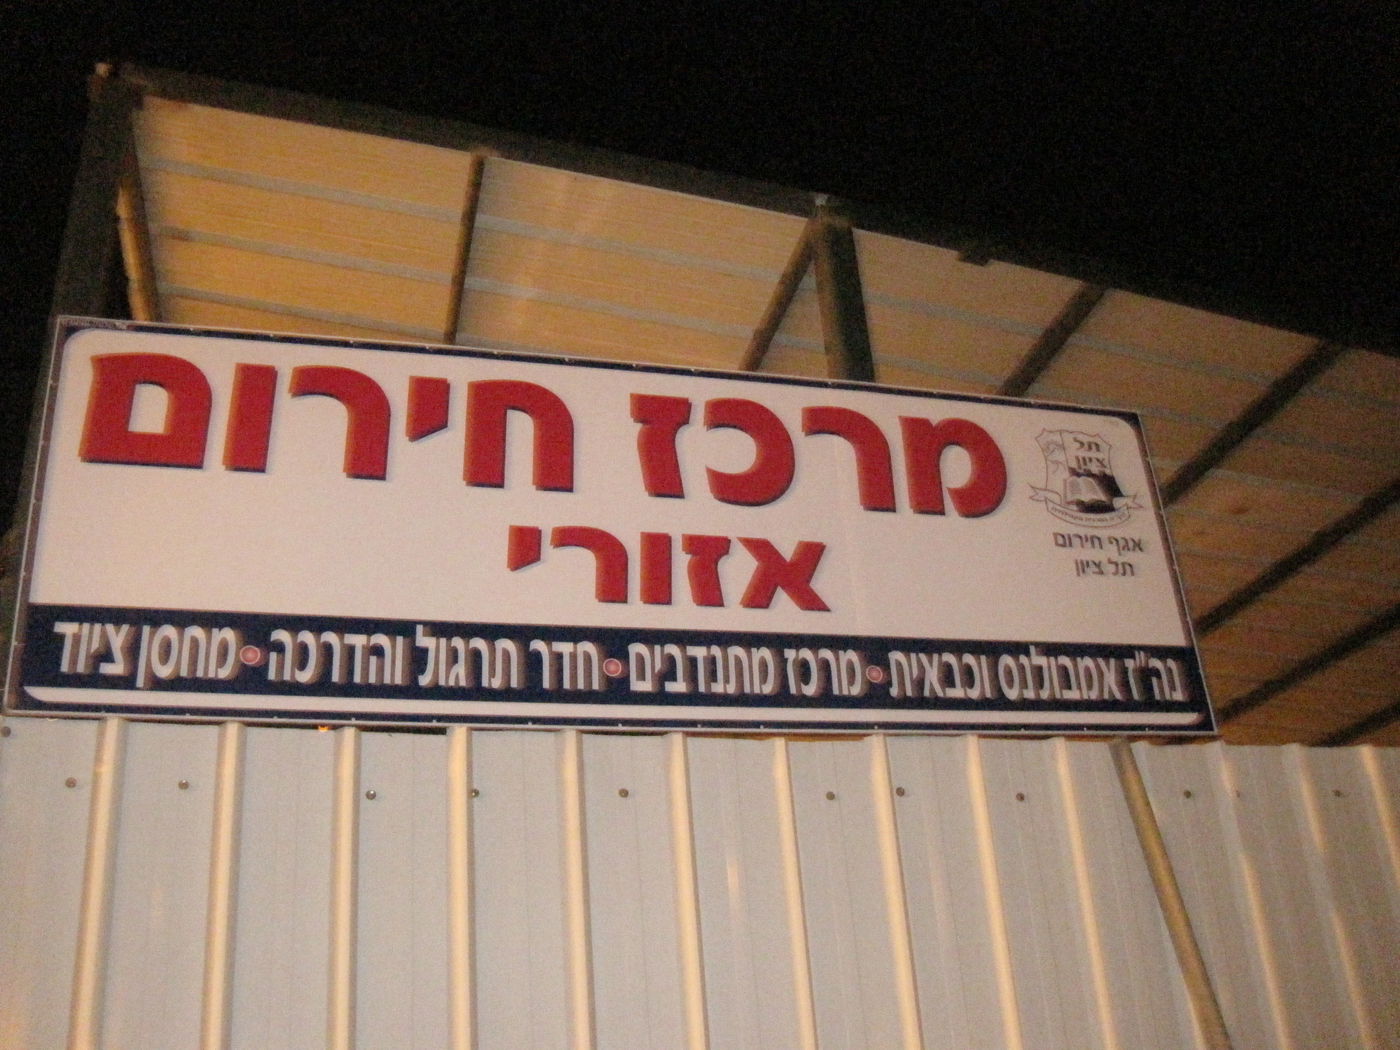 מרכז חירום
אזורי
תל
ציון
אגף חירום
תל ציון
נה"ז אמבולנס וכבאית • מרכז מתנדבים • חדר תרגול והדרכה • מחסן ציוד